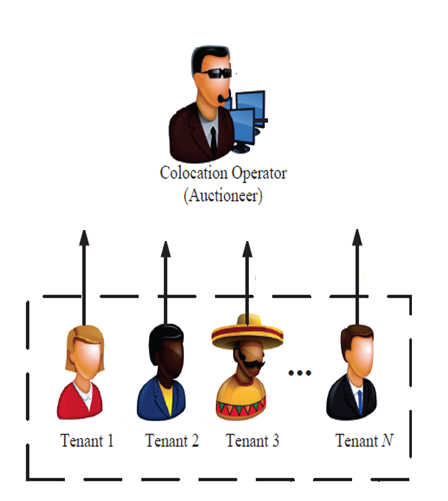 Colocation Operator
(Auctioneer)
Tenant 1
Tenant 2
Tenant 3
...
Tenant N